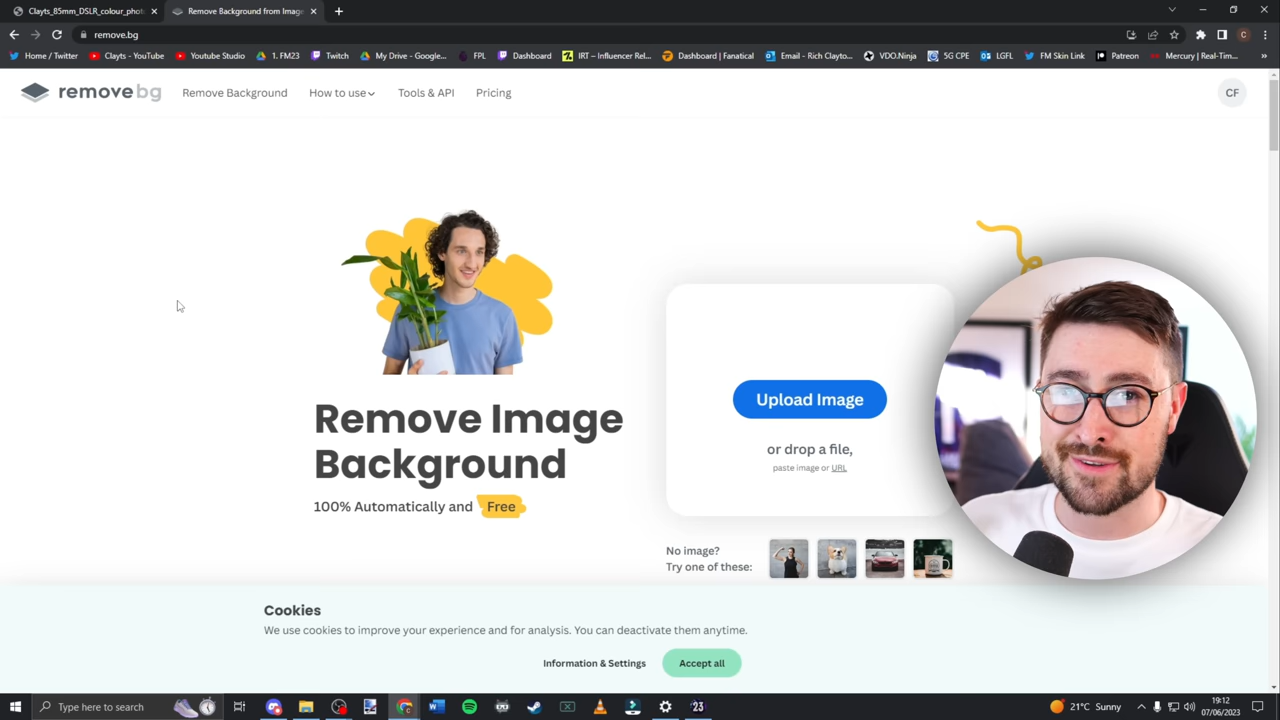 Clayts_85mm_DSLR_colour_phot
Remove Background from Image
remove.bg
Home / Twitter
Clayts - YouTube
Youtube Studio
1. FM23
Twitch
My Drive - Google...
FPL
Dashboard
IRT – Influencer Rel...
Dashboard | Fanatical
Email - Rich Clayto...
VDO.Ninja
5G CPE
LGFL
FM Skin Link
Patreon
Mercury | Real-Tim...
removebg
Remove Background
How to use
Tools & API
Pricing
CF
Remove Image
Background
100% Automatically and Free
Upload Image
or drop a file,
paste image or URL
No image?
Try one of these:
Cookies
We use cookies to improve your experience and for analysis. You can deactivate them anytime.
Information & Settings
Accept all
Type here to search
21°C Sunny
19:12
07/06/2023